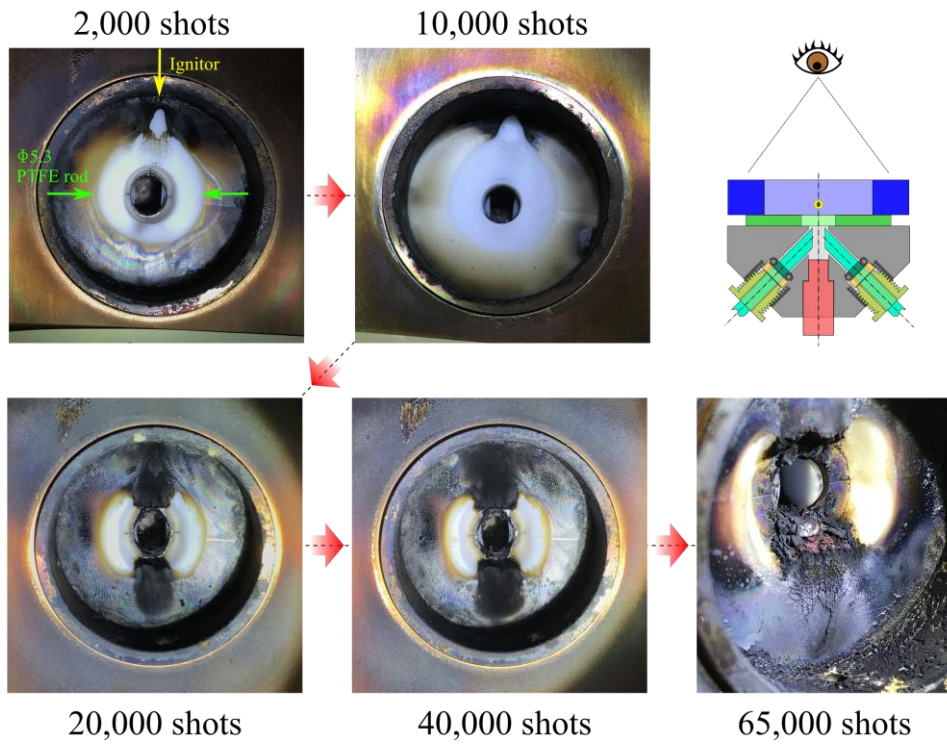 2,000 shots
10,000 shots
Ignitor
Φ5.3
PTFE rod
20,000 shots
40,000 shots
65,000 shots